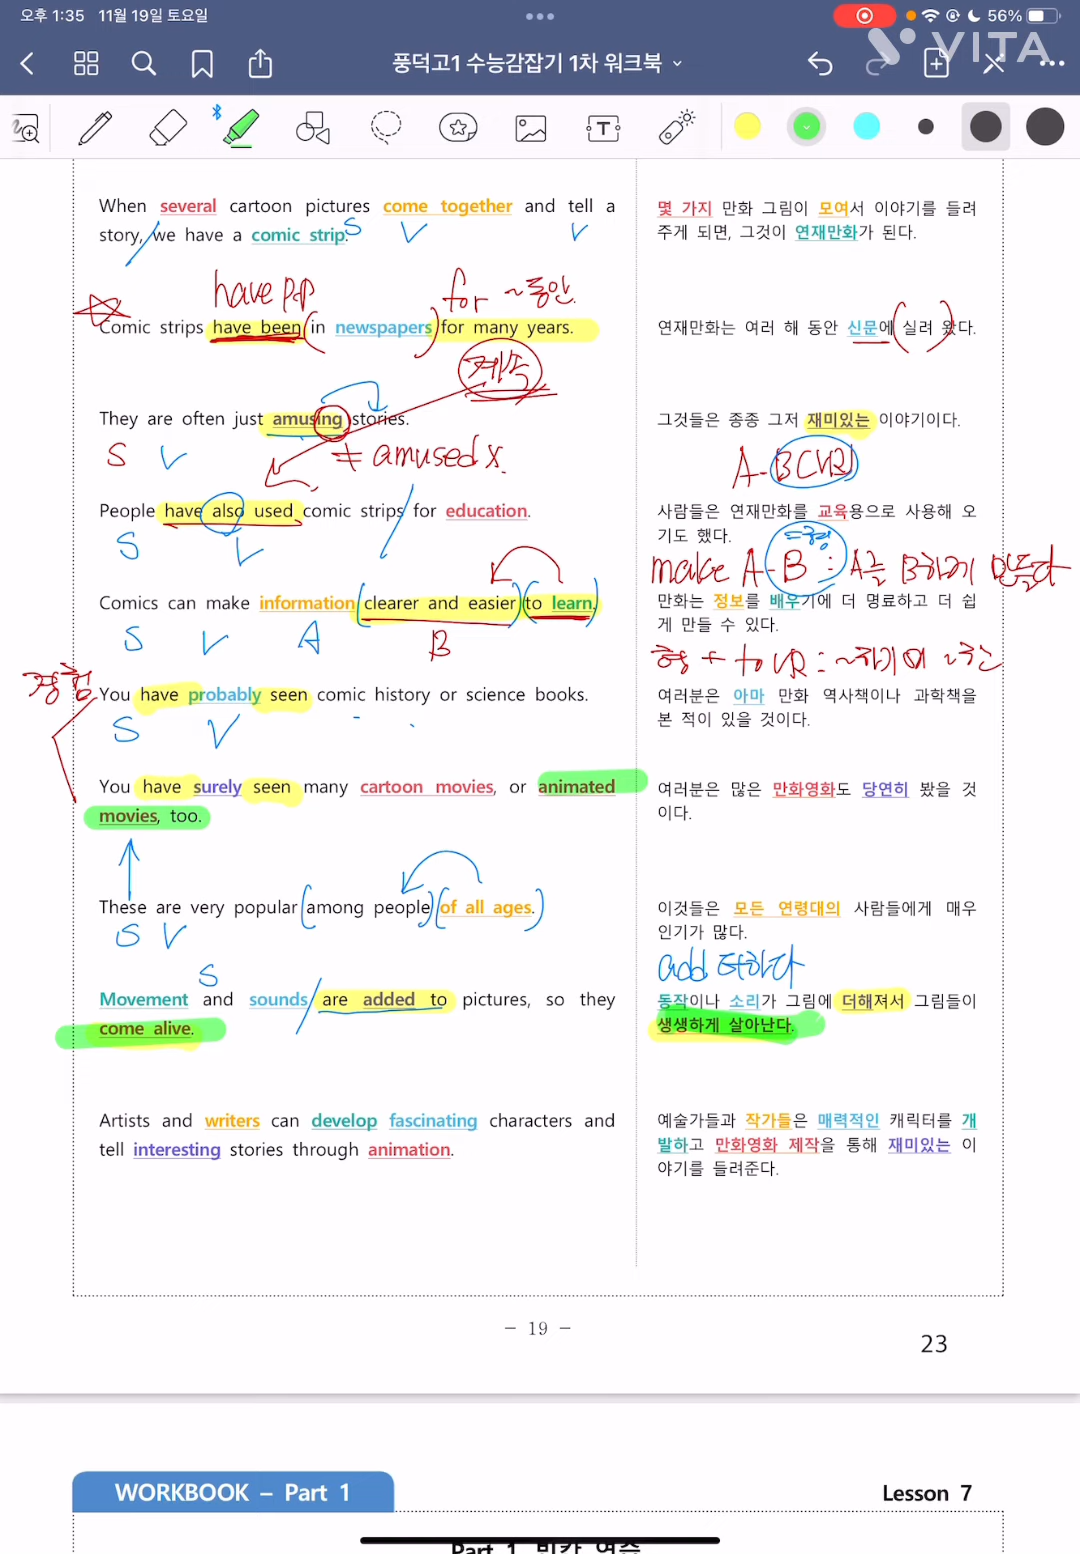 오후 1:35 11월 19일 토요일
56%
풍덕고1 수능감잡기 1차 워크북
VITA
When several cartoon pictures come together and tell a
story, we have a comic strip.
S V V
몇 가지 만화 그림이 모여서 이야기를 들려
주게 되면, 그것이 연재만화가 된다.
have p.p
for ~동안
Comic strips have been in newspapers for many years.
연재만화는 여러 해 동안 신문에 실려 왔다.
계속
They are often just amusing stories.
그것들은 종종 그저 재미있는 이야기이다.
S V
≠ amused X.
People have also used comic strips for education.
사람들은 연재만화를 교육용으로 사용해 오
기도 했다.
S V
make A - B : A를 B하게 만들다
Comics can make information clearer and easier to learn.
만화는 정보를 배우기에 더 명료하고 더 쉽
게 만들 수 있다.
S V A B
형 + to VR : ~하기에 ~한
경험
You have probably seen comic history or science books.
여러분은 아마 만화 역사책이나 과학책을
본 적이 있을 것이다.
S V
You have surely seen many cartoon movies, or animated
movies, too.
여러분은 많은 만화영화도 당연히 봤을 것
이다.
These are very popular among people of all ages.
이것들은 모든 연령대의 사람들에게 매우
인기가 많다.
S V
S
add 더하다
Movement and sounds are added to pictures, so they
come alive.
동작이나 소리가 그림에 더해져서 그림들이
생생하게 살아난다.
Artists and writers can develop fascinating characters and
tell interesting stories through animation.
예술가들과 작가들은 매력적인 캐릭터를 개
발하고 만화영화 제작을 통해 재미있는 이
야기를 들려준다.
- 19 -
23
WORKBOOK – Part 1
Lesson 7
Part 1 빈칸 연습